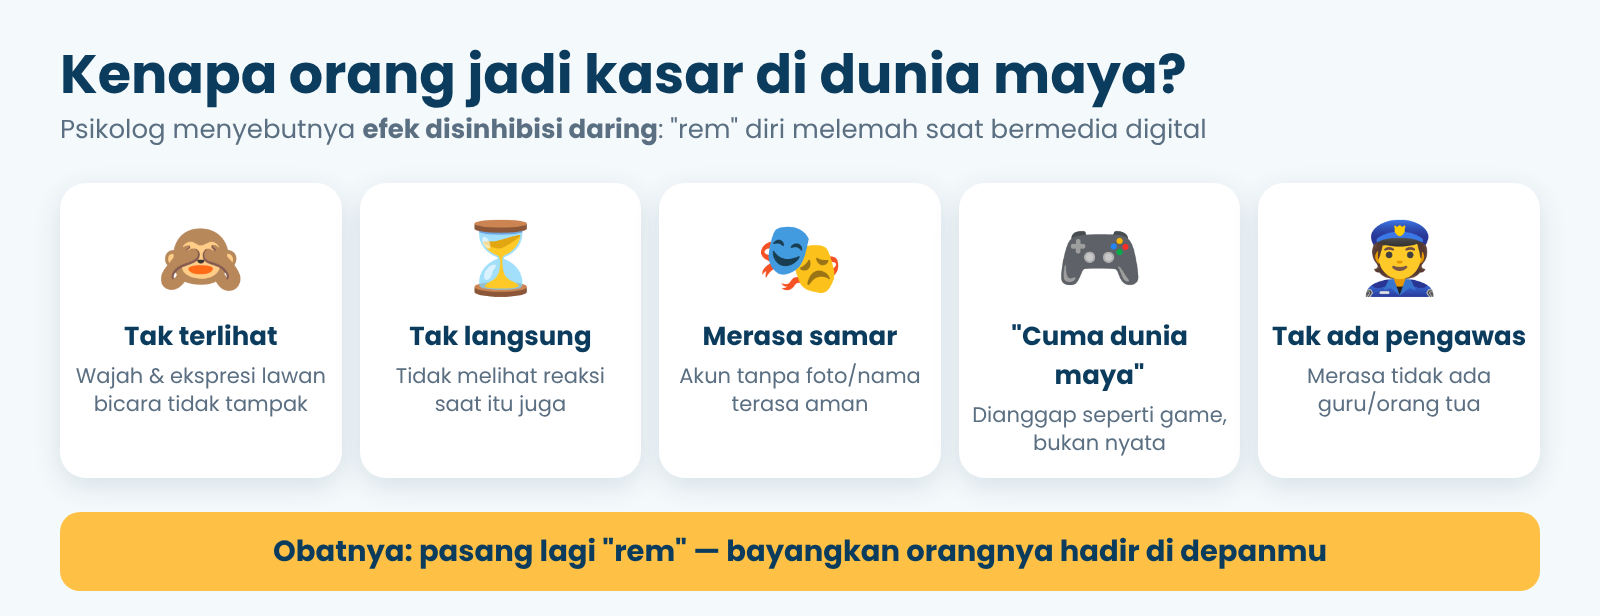 Kenapa orang jadi kasar di dunia maya?
Psikolog menyebutnya efek disinhibisi daring: "rem" diri melemah saat bermedia digital
Tak terlihat
Wajah & ekspresi lawan
bicara tidak tampak
Tak langsung
Tidak melihat reaksi
saat itu juga
Merasa samar
Akun tanpa foto/nama
terasa aman
"Cuma dunia
maya"
Dianggap seperti game,
bukan nyata
Tak ada pengawas
Merasa tidak ada
guru/orang tua
Obatnya: pasang lagi "rem" — bayangkan orangnya hadir di depanmu